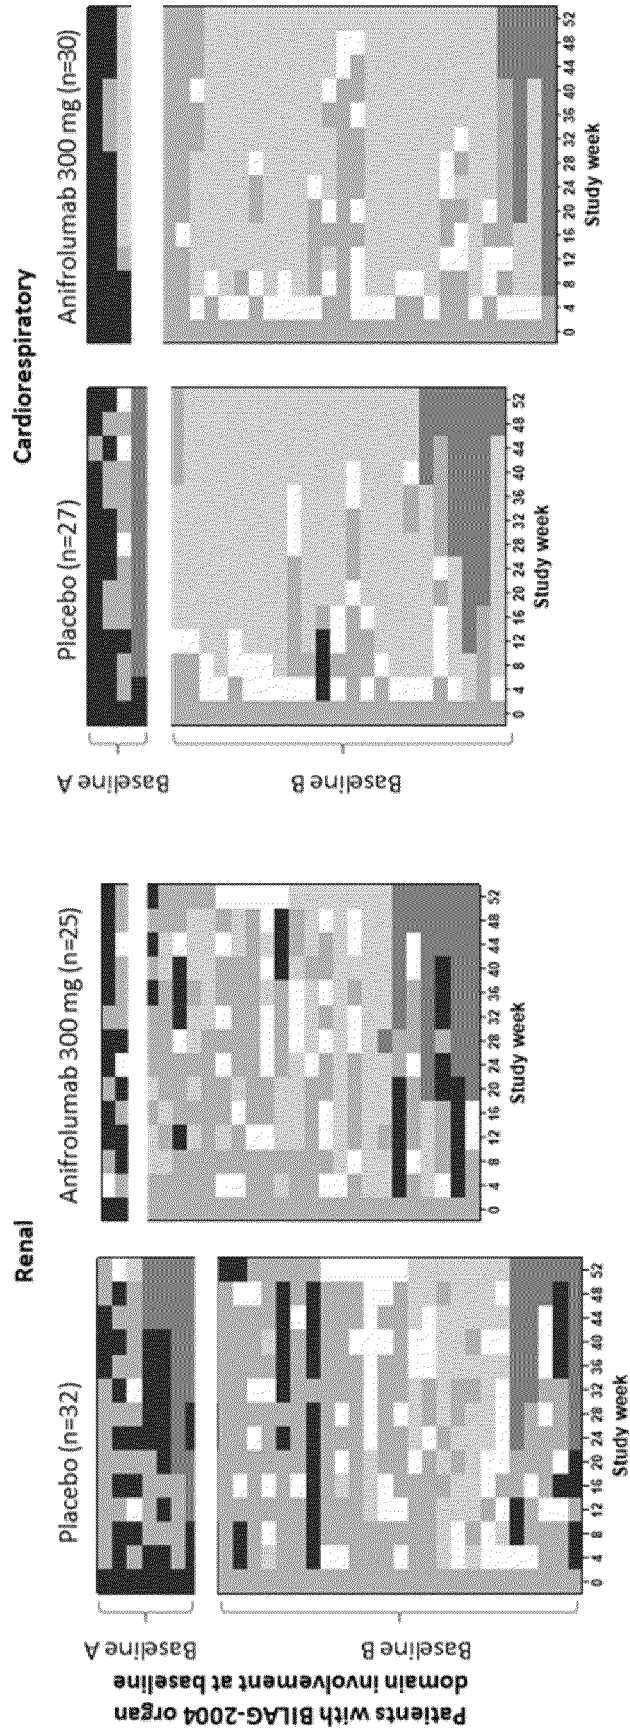 Renal
Cardiorespiratory
Placebo (n=32)
Anifrolumab 300 mg (n=25)
Placebo (n=27)
Anifrolumab 300 mg (n=30)
Patients with BILAG-2004 organ
domain involvement at baseline
Baseline A
Baseline B
0 4 8 12 16 20 24 28 32 36 40 44 48 52
Study week
0 4 8 12 16 20 24 28 32 36 40 44 48 52
Study week
Baseline A
Baseline B
0 4 8 12 16 20 24 28 32 36 40 44 48 52
Study week
0 4 8 12 16 20 24 28 32 36 40 44 48 52
Study week